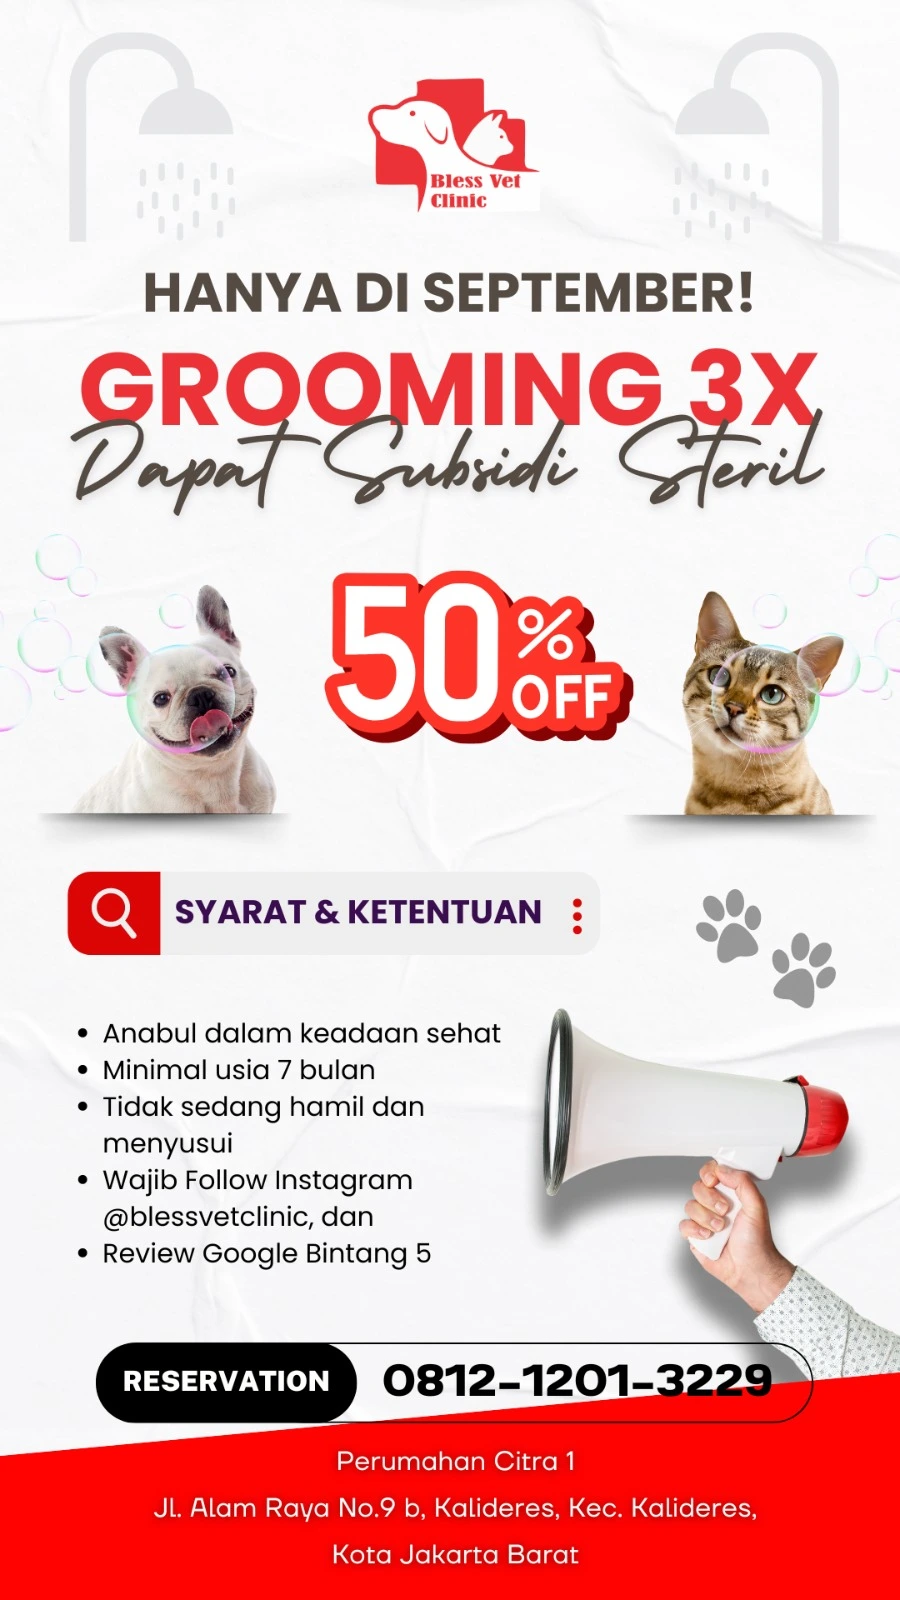 Bless Vet
Clinic
HANYA DI SEPTEMBER!
GROOMING 3X
Dapat Subsidi Steril
50%
OFF
SYARAT & KETENTUAN
• Anabul dalam keadaan sehat
• Minimal usia 7 bulan
• Tidak sedang hamil dan
menyusui
• Wajib Follow Instagram
@blessvetclinic, dan
• Review Google Bintang 5
RESERVATION 0812-1201-3229
Perumahan Citra 1
Jl. Alam Raya No.9 b, Kalideres, Kec. Kalideres,
Kota Jakarta Barat